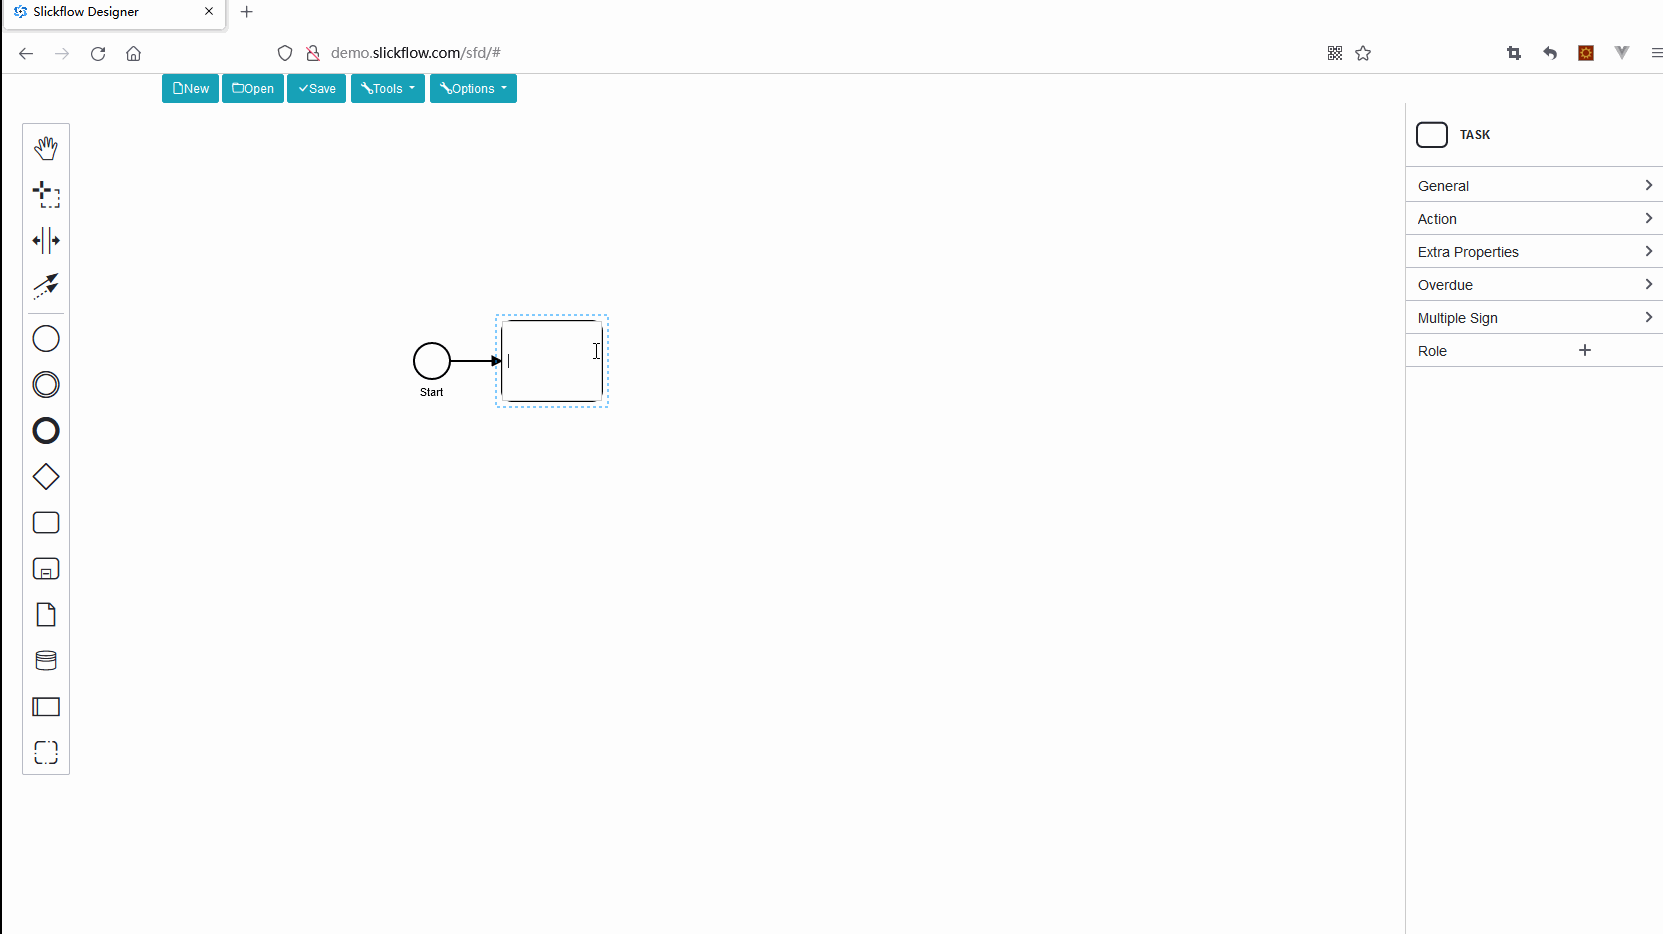 Slickflow Designer
demo.slickflow.com/sfd/#
New Open Save Tools Options
TASK
General
Action
Extra Properties
Overdue
Multiple Sign
Role
Start